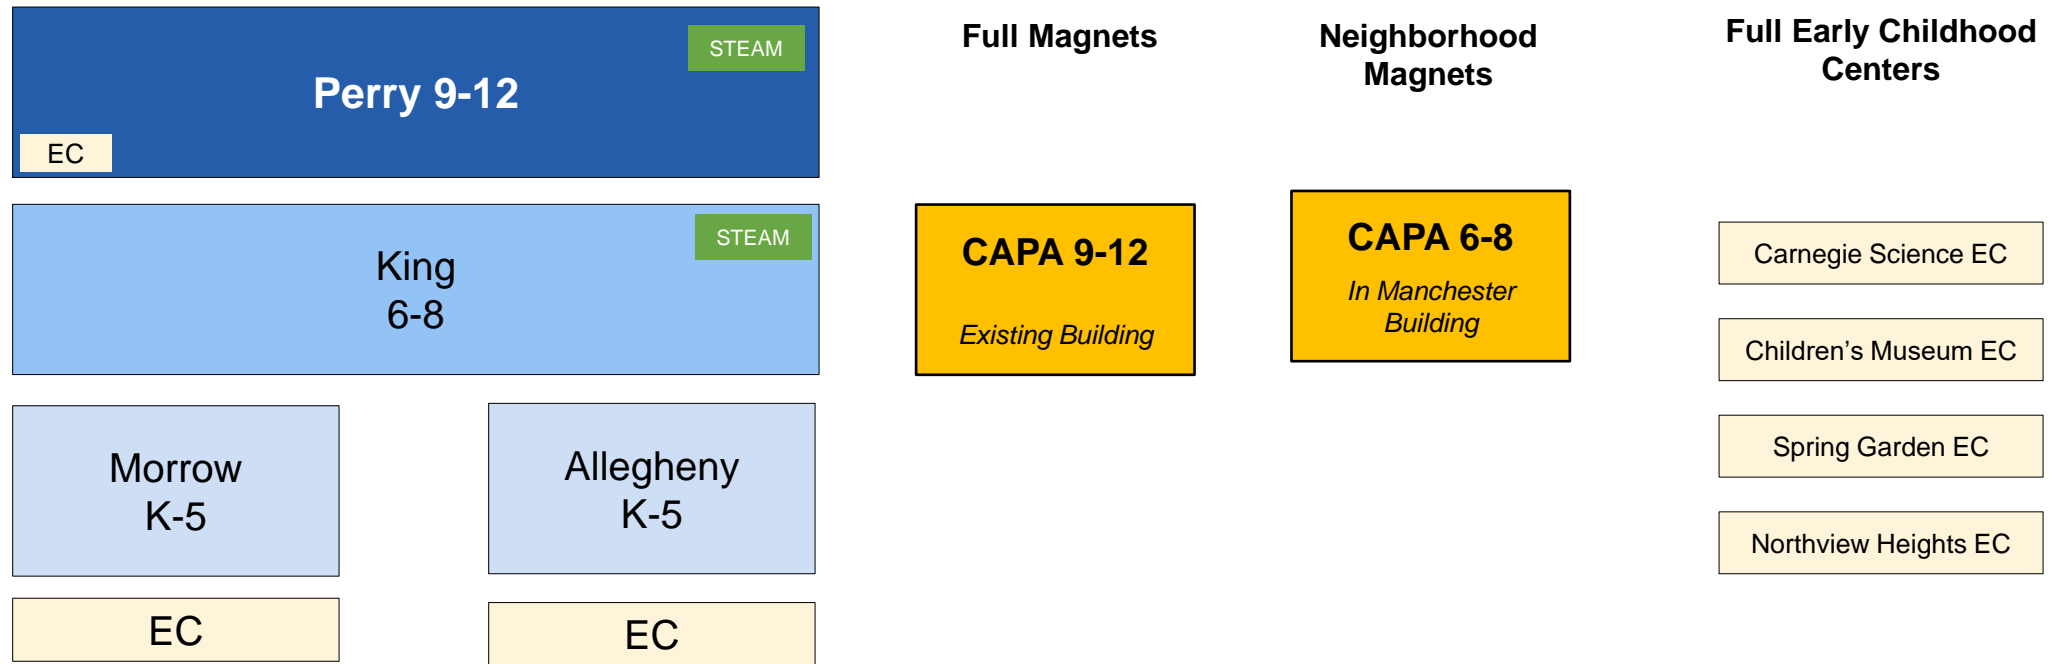 STEAM
Perry 9-12
EC
STEAM
King
6-8
Morrow
K-5
Allegheny
K-5
EC
EC
Full Magnets
CAPA 9-12
Existing Building
Neighborhood
Magnets
CAPA 6-8
In Manchester
Building
Full Early Childhood
Centers
Carnegie Science EC
Children's Museum EC
Spring Garden EC
Northview Heights EC